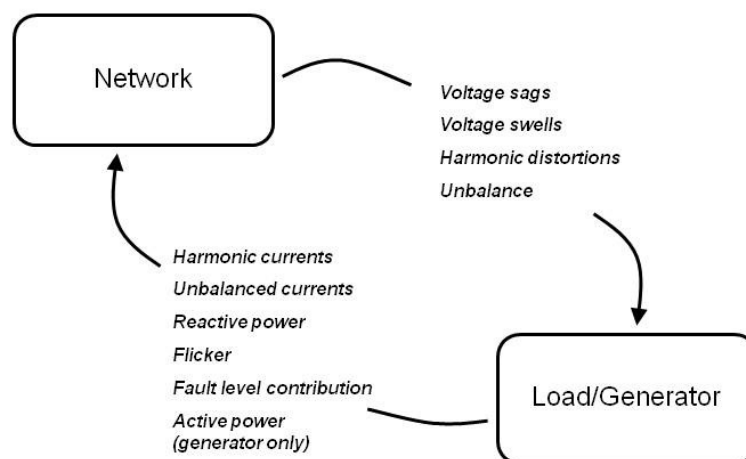 Network
Voltage sags
Voltage swells
Harmonic distortions
Unbalance
Harmonic currents
Unbalanced currents
Reactive power
Flicker
Fault level contribution
Active power
(generator only)
Load/Generator